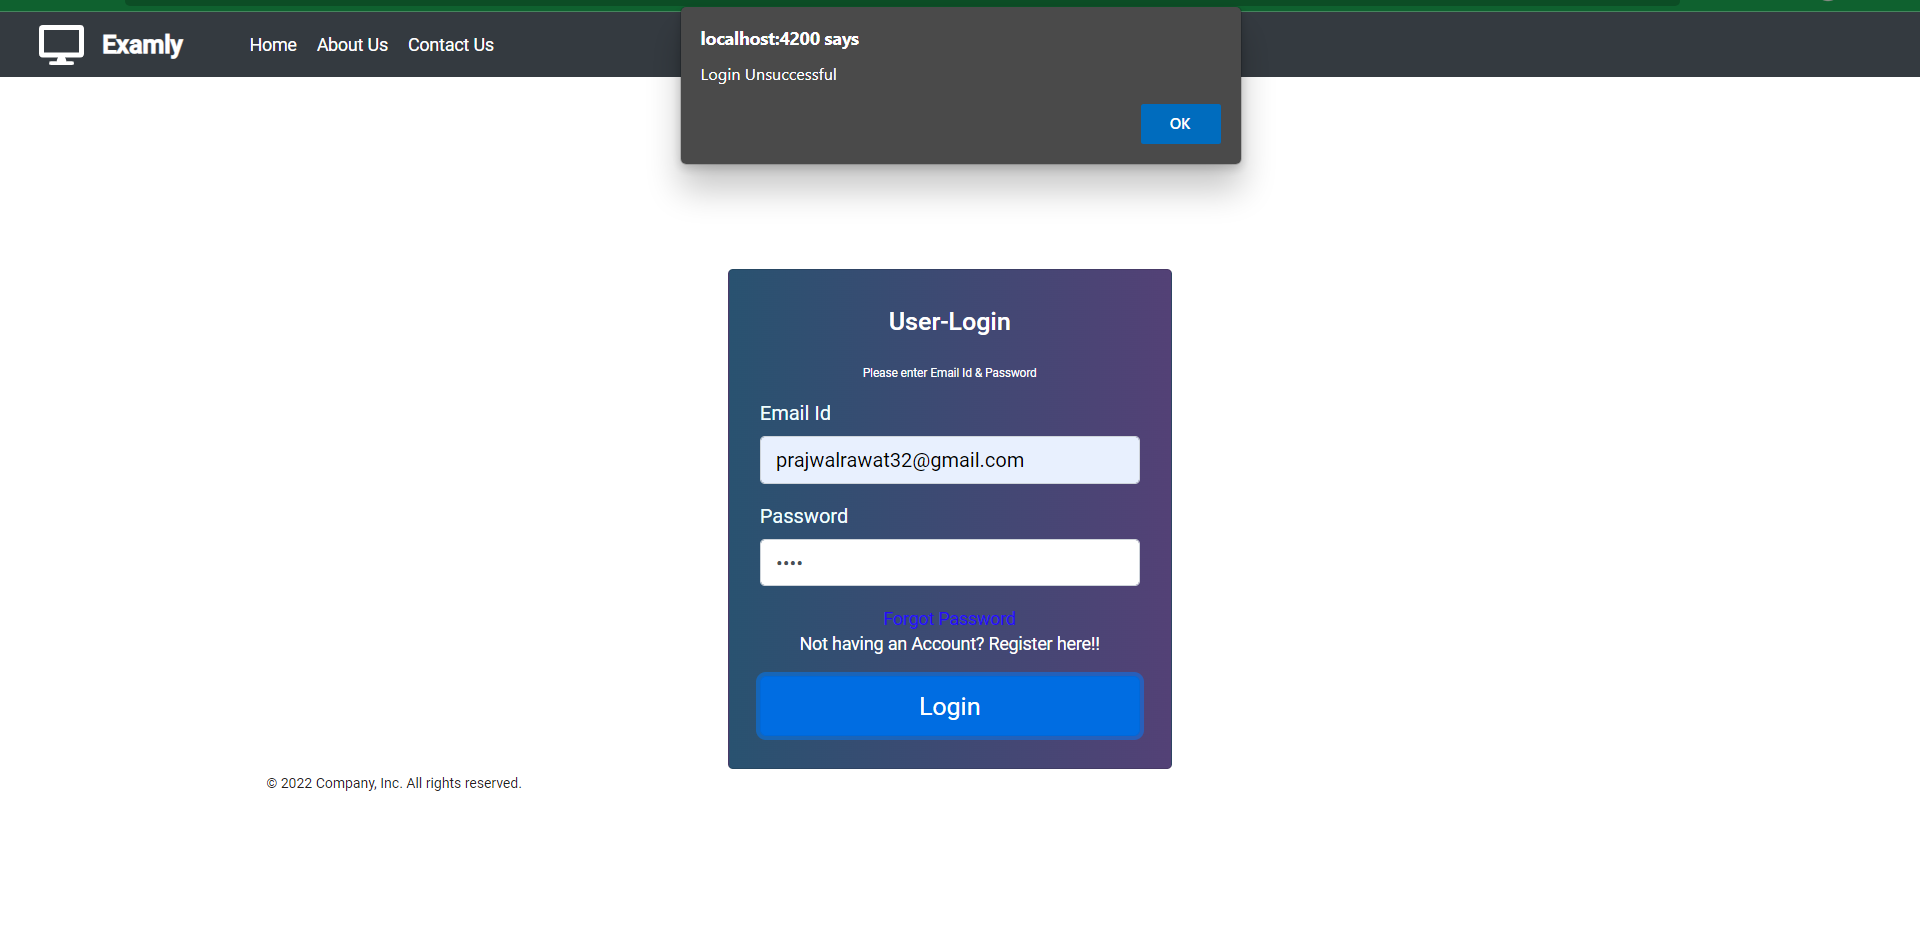 Examly
Home About Us Contact Us
localhost:4200 says
Login Unsuccessful
OK
User-Login
Please enter Email Id & Password
Email Id
prajwalrawat32@gmail.com
Password
••••
Forgot Password
Not having an Account? Register here!!
Login
© 2022 Company, Inc. All rights reserved.